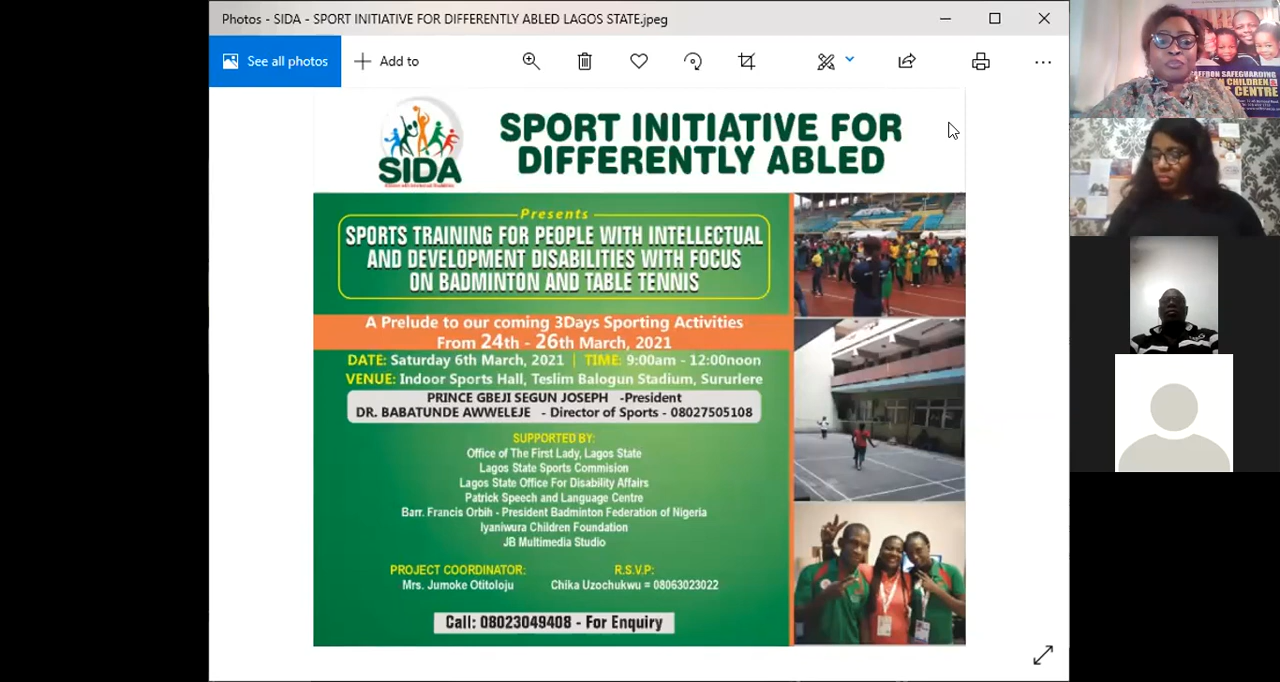 Photos - SIDA - SPORT INITIATIVE FOR DIFFERENTLY ABLED LAGOS STATE.jpeg
See all photos
Add to
SIDA
SPORT INITIATIVE FOR
DIFFERENTLY ABLED
Presents
SPORTS TRAINING FOR PEOPLE WITH INTELLECTUAL
AND DEVELOPMENT DISABILITIES WITH FOCUS
ON BADMINTON AND TABLE TENNIS
A Prelude to our coming 3Days Sporting Activities
From 24th - 26th March, 2021
DATE: Saturday 6th March, 2021 | TIME: 9:00am - 12:00noon
VENUE: Indoor Sports Hall, Teslim Balogun Stadium, Sururlere
PRINCE GBEJI SEGUN JOSEPH -President
DR. BABATUNDE AWWELEJE - Director of Sports - 08027505108
SUPPORTED BY:
Office of The First Lady, Lagos State
Lagos State Sports Commision
Lagos State Office For Disability Affairs
Patrick Speech and Language Centre
Barr. Francis Orbih - President Badminton Federation of Nigeria
Iyaniwura Children Foundation
JB Multimedia Studio
PROJECT COORDINATOR:
Mrs. Jumoke Otitoloju
R.S.V.P:
Chika Uzochukwu = 08063023022
Call: 08023049408 - For Enquiry
SAFEGUARDING
CHILDREN
CENTRE